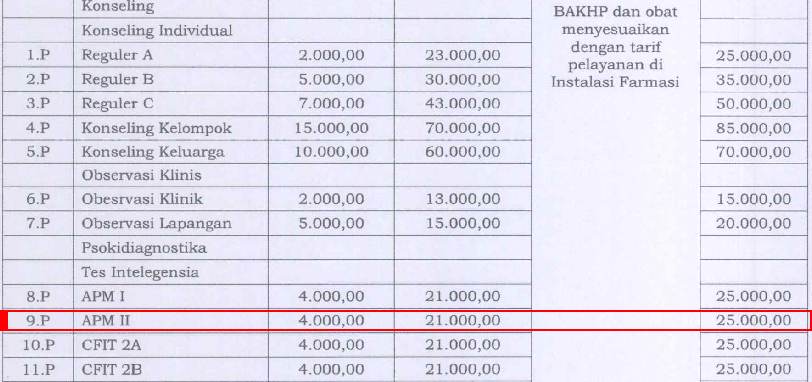 Konseling
BAKHP dan obat
menyesuaikan
dengan tarif
pelayanan di
Instalasi Farmasi
Konseling Individual
1.P Reguler A 2.000,00 23.000,00 25.000,00
2.P Reguler B 5.000,00 30.000,00 35.000,00
3.P Reguler C 7.000,00 43.000,00 50.000,00
4.P Konseling Kelompok 15.000,00 70.000,00 85.000,00
5.P Konseling Keluarga 10.000,00 60.000,00 70.000,00
Observasi Klinis
6.P Obesrvasi Klinik 2.000,00 13.000,00 15.000,00
7.P Observasi Lapangan 5.000,00 15.000,00 20.000,00
Psokidiagnostika
Tes Intelegensia
8.P APM I 4.000,00 21.000,00 25.000,00
9.P APM II 4.000,00 21.000,00 25.000,00
10.P CFIT 2A 4.000,00 21.000,00 25.000,00
11.P CFIT 2B 4.000,00 21.000,00 25.000,00